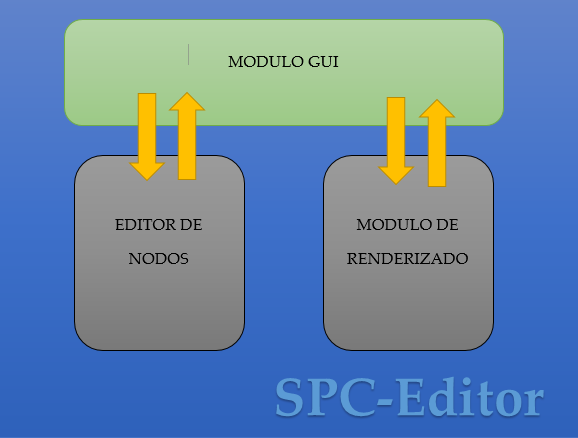 MODULO GUI
EDITOR DE
NODOS
MODULO DE
RENDERIZADO
SPC-Editor